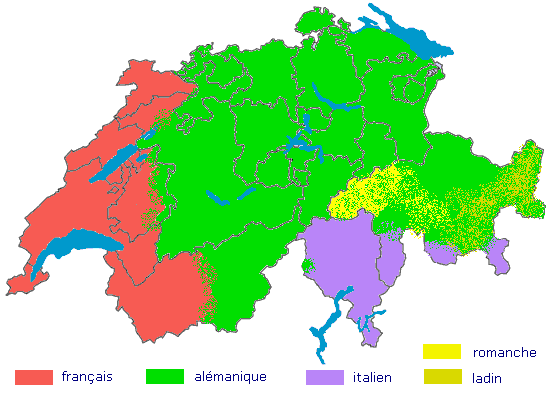 romanche
français
alémanique
italien
ladin